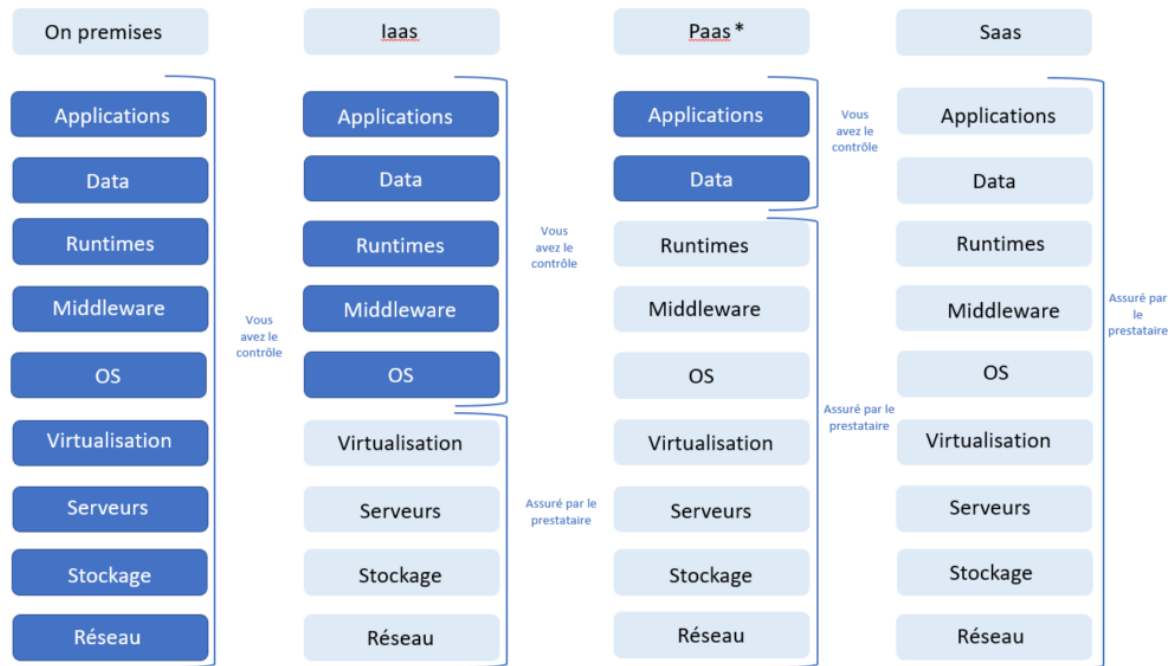 On premises
Applications
Data
Runtimes
Middleware
OS
Virtualisation
Serveurs
Stockage
Réseau
Vous
avez le
contrôle
Iaas
Applications
Data
Runtimes
Middleware
OS
Virtualisation
Serveurs
Stockage
Réseau
Vous
avez le
contrôle
Assuré par le
prestataire
Paas *
Applications
Data
Runtimes
Middleware
OS
Virtualisation
Serveurs
Stockage
Réseau
Vous
avez le
contrôle
Assuré par le
prestataire
Saas
Applications
Data
Runtimes
Middleware
OS
Virtualisation
Serveurs
Stockage
Réseau
Assuré par
le
prestataire